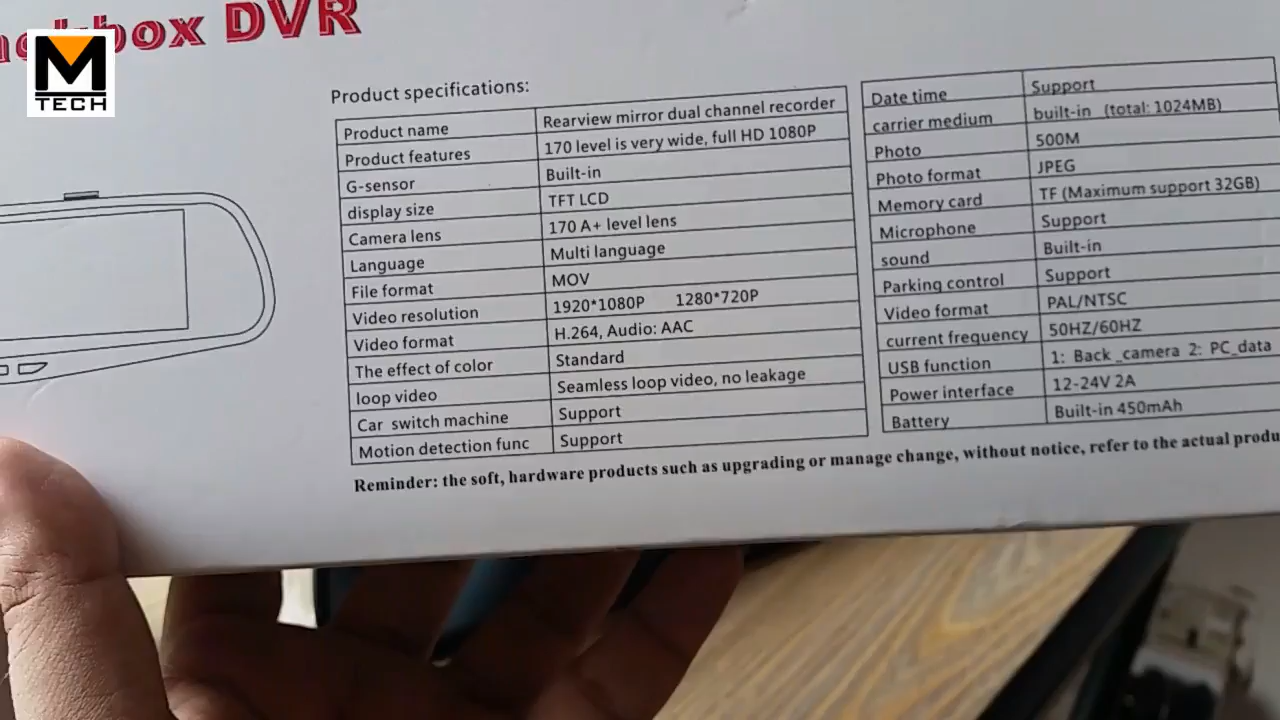 box DVR
M
TECH
Product specifications:
Product name Rearview mirror dual channel recorder
Product features 170 level is very wide, full HD 1080P
G-sensor Built-in
display size TFT LCD
Camera lens 170 A+ level lens
Language Multi language
File format MOV
Video resolution 1920*1080P 1280*720P
Video format H.264, Audio: AAC
The effect of color Standard
loop video Seamless loop video, no leakage
Car switch machine Support
Motion detection func Support
Date time Support
carrier medium built-in (total: 1024MB)
Photo 500M
Photo format JPEG
Memory card TF (Maximum support 32GB)
Microphone Support
sound Built-in
Parking control Support
Video format PAL/NTSC
current frequency 50HZ/60HZ
USB function 1: Back_camera 2: PC_data
Power interface 12-24V 2A
Battery Built-in 450mAh
Reminder: the soft, hardware products such as upgrading or manage change, without notice, refer to the actual produ